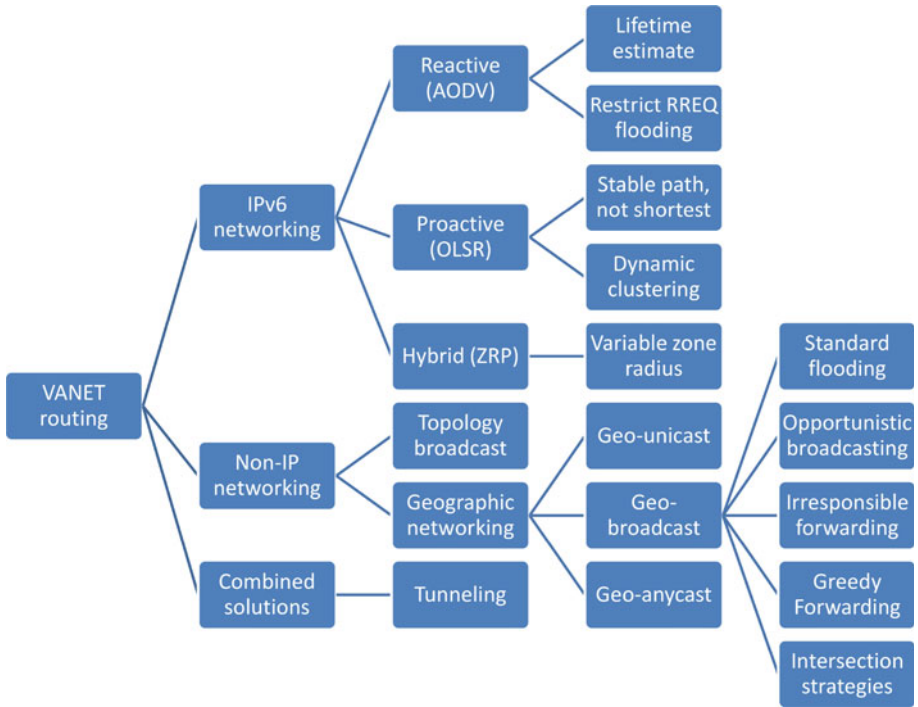 VANET
routing
IPv6
networking
Reactive
(AODV)
Lifetime
estimate
Restrict RREQ
flooding
Proactive
(OLSR)
Stable path,
not shortest
Dynamic
clustering
Hybrid (ZRP)
Variable zone
radius
Non-IP
networking
Topology
broadcast
Geographic
networking
Geo-unicast
Geo-
broadcast
Standard
flooding
Opportunistic
broadcasting
Irresponsible
forwarding
Greedy
Forwarding
Intersection
strategies
Geo-anycast
Combined
solutions
Tunneling